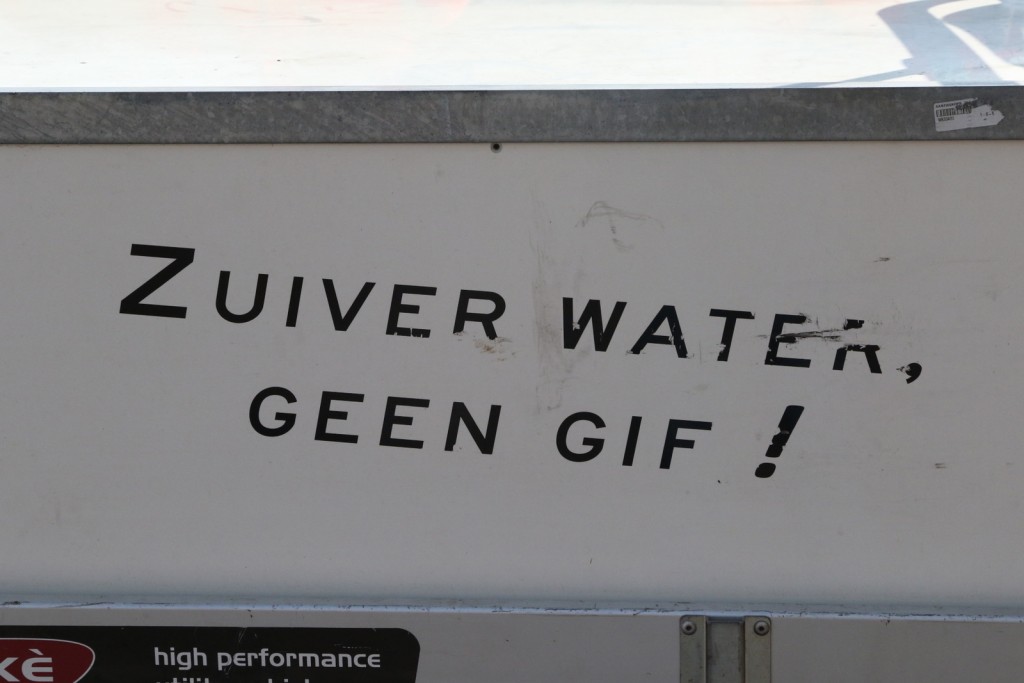 ZUIVER WATER,
GEEN GIF!
KÈ
high performance